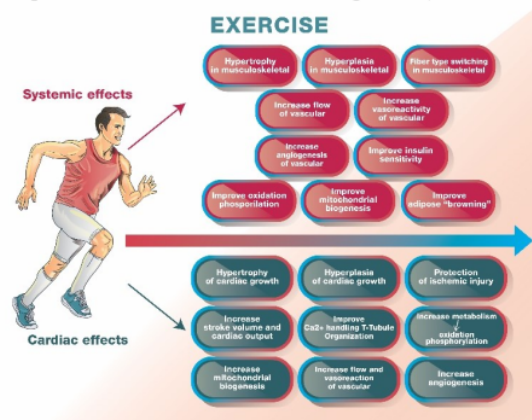 EXERCISE
Systemic effects
Hypertrophy
in musculoskeletal
Hyperplasia
in musculoskeletal
Fiber type switching
in musculoskeletal
Increase flow
of vascular
Increase
vasoreactivity
of vascular
Increase
angiogenesis
of vascular
Improve insulin
sensitivity
Improve oxidation
phosporilation
Improve
mitochondrial
biogenesis
Improve
adipose "browning"
Cardiac effects
Hypertrophy
of cardiac growth
Hyperplasia
of cardiac growth
Protection
of ischemic injury
Increase
stroke volume and
cardiac output
Improve
Ca2+ handling T-Tubule
Organization
Increase metabolism
oxidation
phosphorylation
Increase
mitochondrial
biogenesis
Increase flow and
vasoreaction
of vascular
Increase
angiogenesis